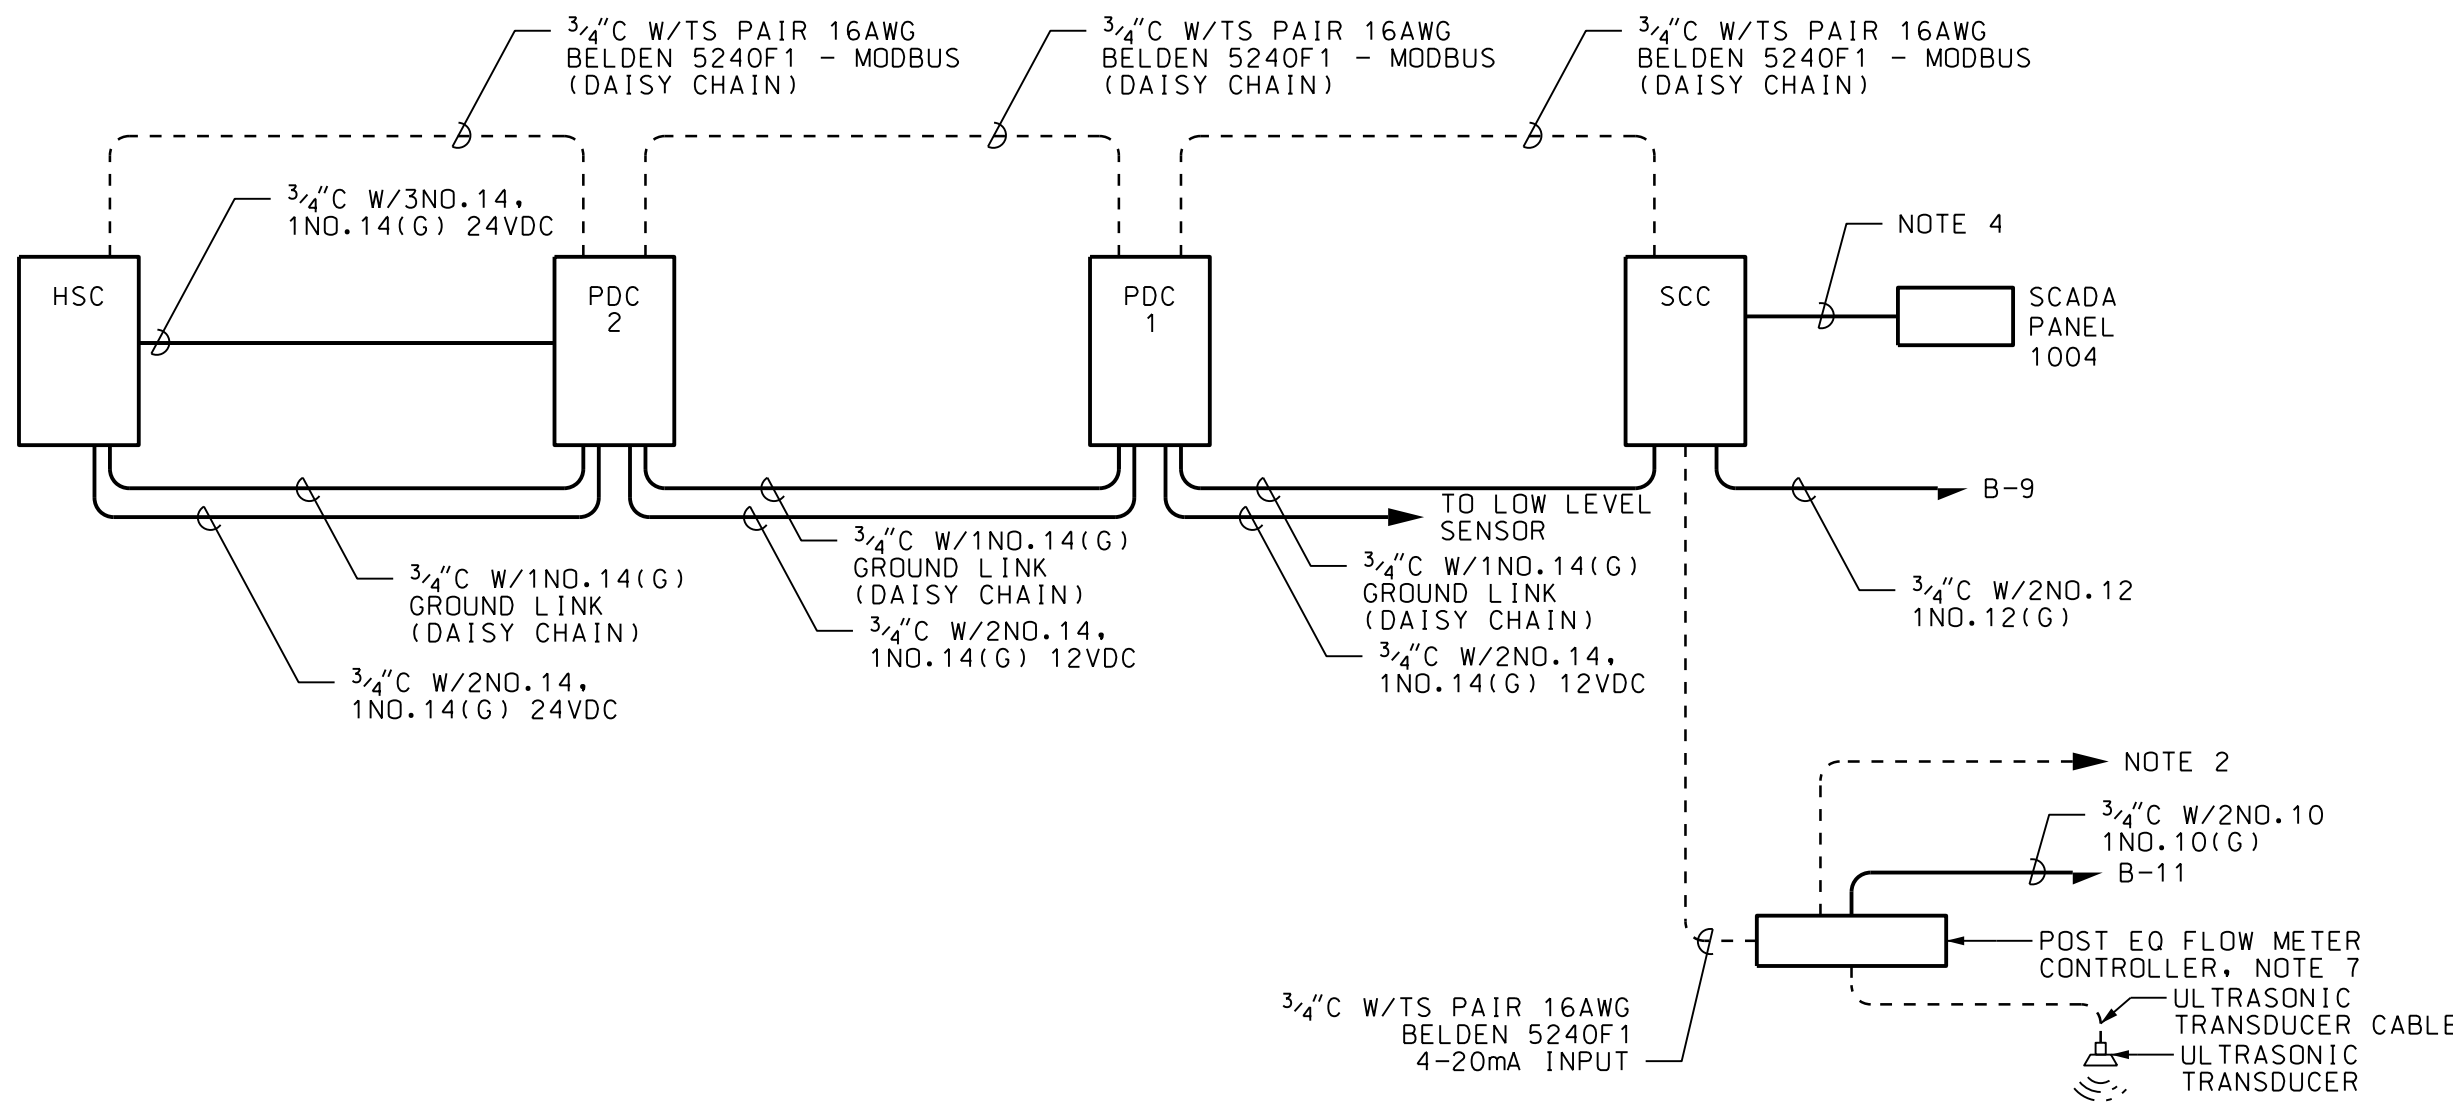 3/4"C W/TS PAIR 16AWG
BELDEN 5240F1 - MODBUS
(DAISY CHAIN)
3/4"C W/TS PAIR 16AWG
BELDEN 5240F1 - MODBUS
(DAISY CHAIN)
3/4"C W/TS PAIR 16AWG
BELDEN 5240F1 - MODBUS
(DAISY CHAIN)
3/4"C W/3NO.14,
1NO.14(G) 24VDC
NOTE 4
HSC
PDC
2
PDC
1
SCC
SCADA
PANEL
1004
B-9
TO LOW LEVEL
SENSOR
3/4"C W/1NO.14(G)
GROUND LINK
(DAISY CHAIN)
3/4"C W/2NO.14,
1NO.14(G) 24VDC
3/4"C W/1NO.14(G)
GROUND LINK
(DAISY CHAIN)
3/4"C W/2NO.14,
1NO.14(G) 12VDC
3/4"C W/1NO.14(G)
GROUND LINK
(DAISY CHAIN)
3/4"C W/2NO.14,
1NO.14(G) 12VDC
3/4"C W/2NO.12
1NO.12(G)
NOTE 2
3/4"C W/2NO.10
1NO.10(G)
B-11
POST EQ FLOW METER
CONTROLLER, NOTE 7
ULTRASONIC
TRANSDUCER CABLE
ULTRASONIC
TRANSDUCER
3/4"C W/TS PAIR 16AWG
BELDEN 5240F1
4-20mA INPUT